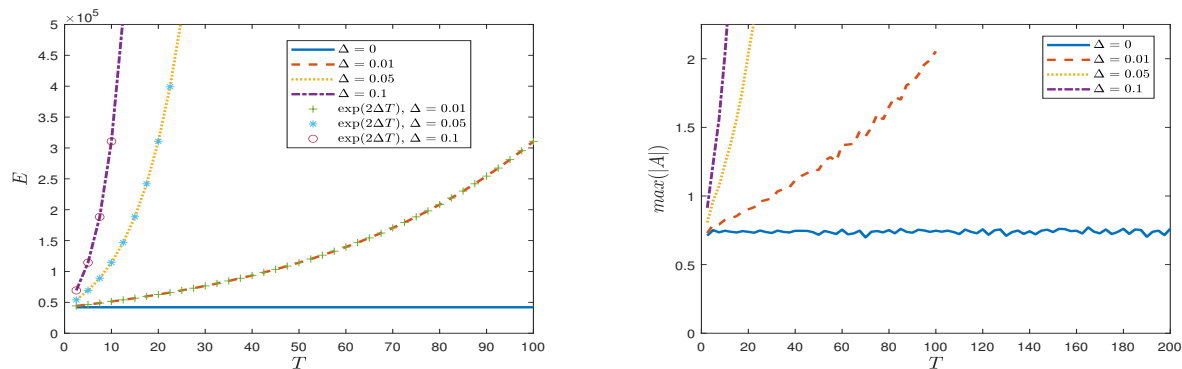 ×10⁵
5
4.5
4
3.5
3
2.5
2
1.5
1
0.5
0
E
0 10 20 30 40 50 60 70 80 90 100
T
Δ = 0
Δ = 0.01
Δ = 0.05
Δ = 0.1
exp(2ΔT), Δ = 0.01
exp(2ΔT), Δ = 0.05
exp(2ΔT), Δ = 0.1
2
1.5
1
0.5
0
max(|A|)
0 20 40 60 80 100 120 140 160 180 200
T
Δ = 0
Δ = 0.01
Δ = 0.05
Δ = 0.1